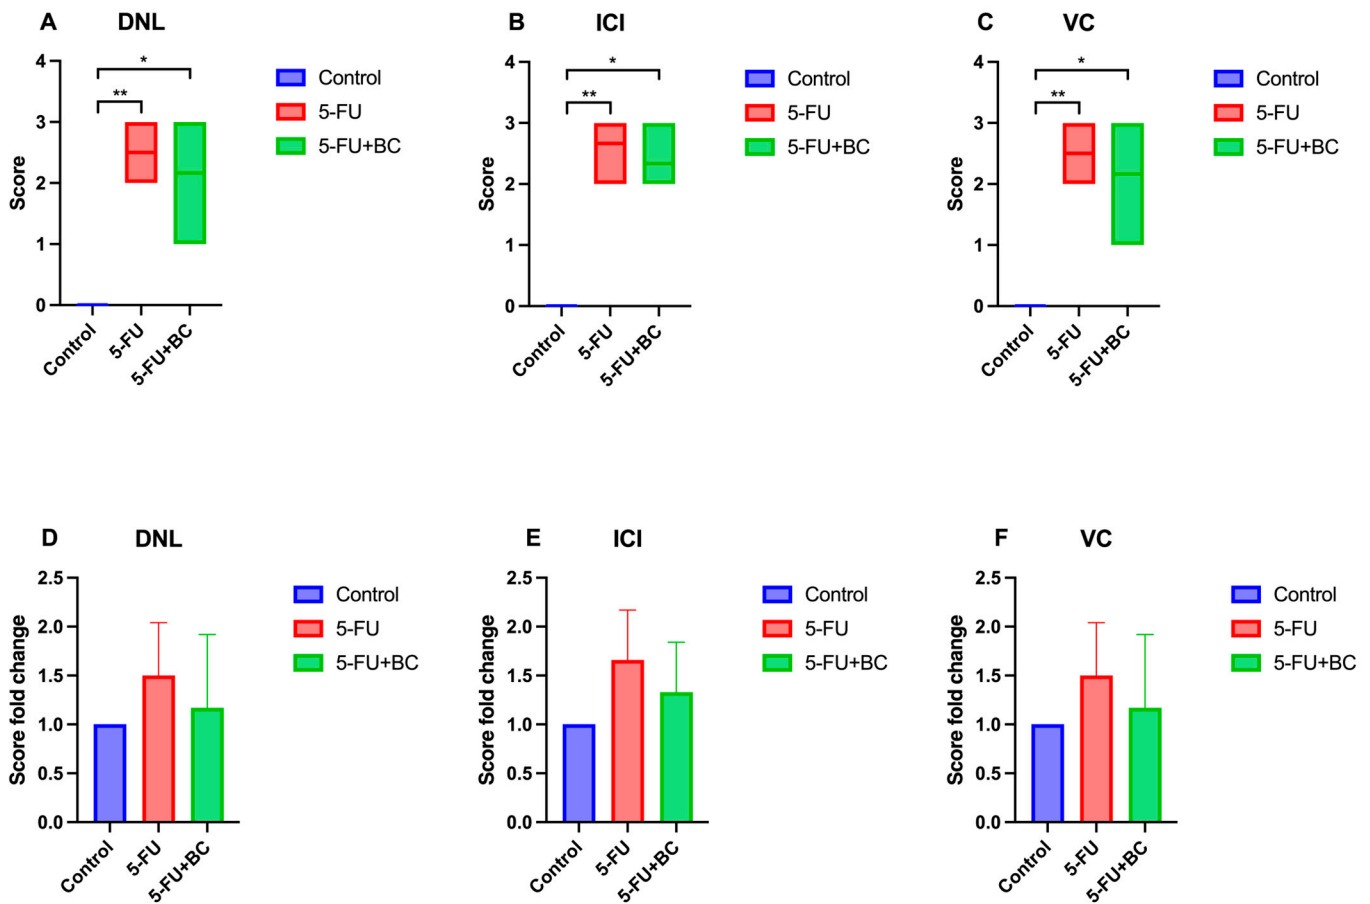 A DNL
4
3
2
1
0
Score
*
**
Control
5-FU
5-FU+BC
Control
5-FU
5-FU+BC
B ICI
4
3
2
1
0
Score
*
**
Control
5-FU
5-FU+BC
Control
5-FU
5-FU+BC
C VC
4
3
2
1
0
Score
*
**
Control
5-FU
5-FU+BC
Control
5-FU
5-FU+BC
D DNL
2.5
2.0
1.5
1.0
0.5
0.0
Score fold change
Control
5-FU
5-FU+BC
Control
5-FU
5-FU+BC
E ICI
2.5
2.0
1.5
1.0
0.5
0.0
Score fold change
Control
5-FU
5-FU+BC
Control
5-FU
5-FU+BC
F VC
2.5
2.0
1.5
1.0
0.5
0.0
Score fold change
Control
5-FU
5-FU+BC
Control
5-FU
5-FU+BC